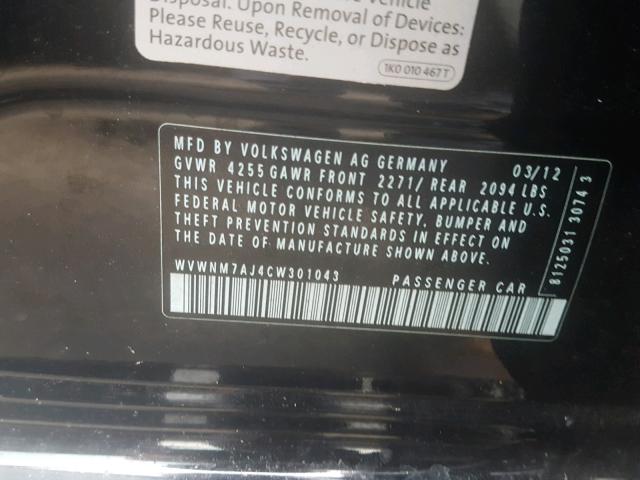 Vehicle
Disposal. Upon Removal of Devices:
Please Reuse, Recycle, or Dispose as
Hazardous Waste.
1K0 010 467 T
MFD BY VOLKSWAGEN AG GERMANY 03/12
GVWR 4255 GAWR FRONT 2271/ REAR 2094 LBS
THIS VEHICLE CONFORMS TO ALL APPLICABLE U.S.
FEDERAL MOTOR VEHICLE SAFETY, BUMPER AND
THEFT PREVENTION STANDARDS IN EFFECT ON
THE DATE OF MANUFACTURE SHOWN ABOVE.
WVWNM7AJ4CW301043 PASSENGER CAR
8125031 3074 3